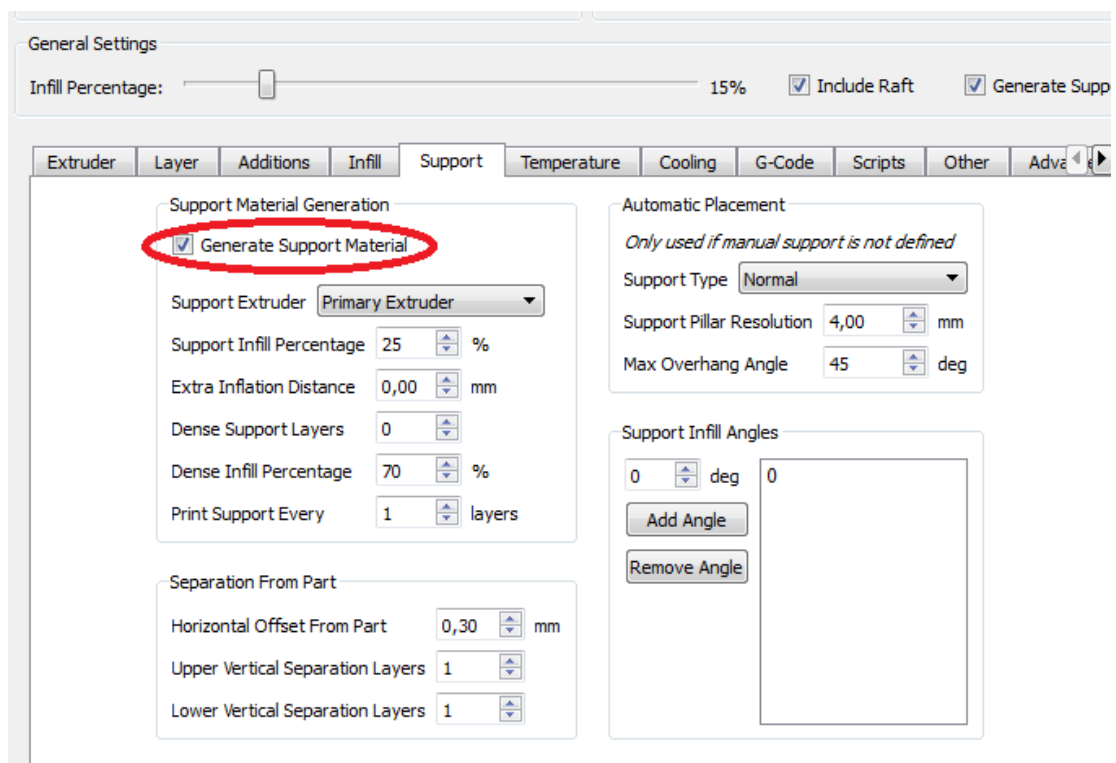 General Settings
Infill Percentage: 15% Include Raft Generate Supp
Extruder Layer Additions Infill Support Temperature Cooling G-Code Scripts Other Adva
Support Material Generation
Generate Support Material
Support Extruder Primary Extruder
Support Infill Percentage 25 %
Extra Inflation Distance 0,00 mm
Dense Support Layers 0
Dense Infill Percentage 70 %
Print Support Every 1 layers
Separation From Part
Horizontal Offset From Part 0,30 mm
Upper Vertical Separation Layers 1
Lower Vertical Separation Layers 1
Automatic Placement
Only used if manual support is not defined
Support Type Normal
Support Pillar Resolution 4,00 mm
Max Overhang Angle 45 deg
Support Infill Angles
0 deg 0
Add Angle
Remove Angle